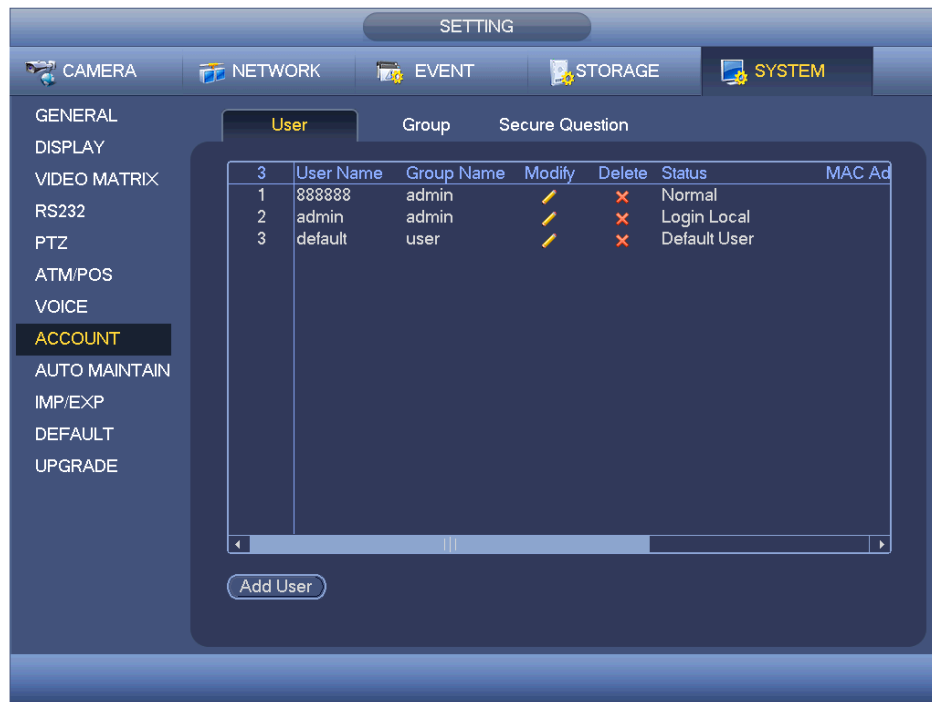 SETTING
CAMERA NETWORK EVENT STORAGE SYSTEM
GENERAL
DISPLAY
VIDEO MATRIX
RS232
PTZ
ATM/POS
VOICE
ACCOUNT
AUTO MAINTAIN
IMP/EXP
DEFAULT
UPGRADE
User Group Secure Question
3 User Name Group Name Modify Delete Status MAC Ad
1 888888 admin Normal
2 admin admin Login Local
3 default user Default User
Add User